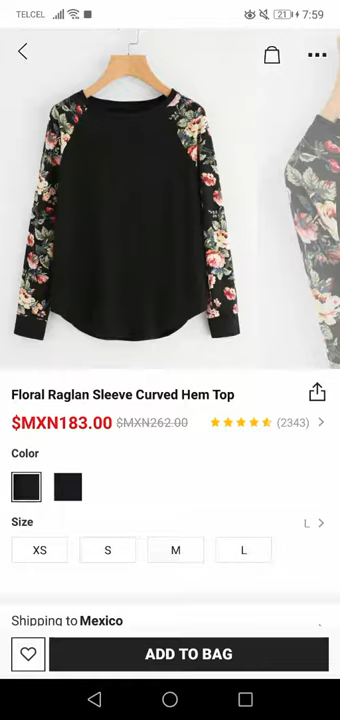 TELCEL 21 7:59
Floral Raglan Sleeve Curved Hem Top
$MXN183.00 $MXN262.00 (2343)
Color
Size L
XS S M L
Shipping to Mexico
ADD TO BAG